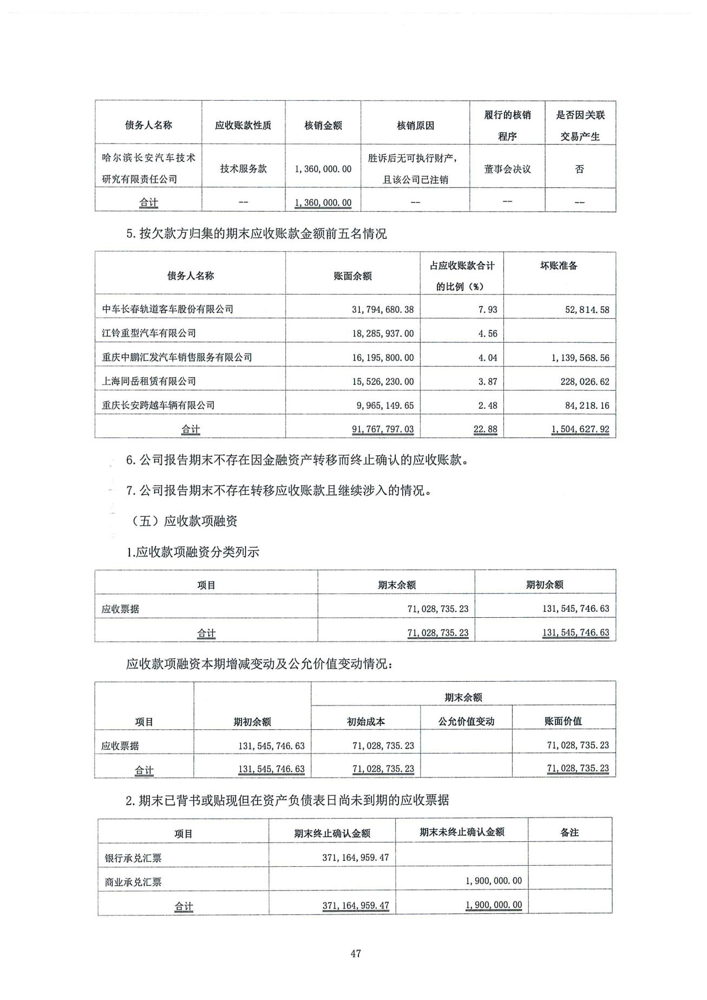 债务人名称 应收账款性质 核销金额 核销原因 履行的核销程序 是否因关联交易产生
哈尔滨长安汽车技术研究有限责任公司 技术服务款 1,360,000.00 胜诉后无可执行财产，且该公司已注销 董事会决议 否
合计 -- 1,360,000.00 -- -- --
5.按欠款方归集的期末应收账款金额前五名情况
债务人名称 账面余额 占应收账款合计的比例（%） 坏账准备
中车长春轨道客车股份有限公司 31,794,680.38 7.93 52,814.58
江铃重型汽车有限公司 18,285,937.00 4.56
重庆中鹏汇发汽车销售服务有限公司 16,195,800.00 4.04 1,139,568.56
上海同岳租赁有限公司 15,526,230.00 3.87 228,026.62
重庆长安跨越车辆有限公司 9,965,149.65 2.48 84,218.16
合计 91,767,797.03 22.88 1,504,627.92
6.公司报告期末不存在因金融资产转移而终止确认的应收账款。
7.公司报告期末不存在转移应收账款且继续涉入的情况。
（五）应收款项融资
1.应收款项融资分类列示
项目 期末余额 期初余额
应收票据 71,028,735.23 131,545,746.63
合计 71,028,735.23 131,545,746.63
应收款项融资本期增减变动及公允价值变动情况：
期末余额
项目 期初余额 初始成本 公允价值变动 账面价值
应收票据 131,545,746.63 71,028,735.23 71,028,735.23
合计 131,545,746.63 71,028,735.23 71,028,735.23
2.期末已背书或贴现但在资产负债表日尚未到期的应收票据
项目 期末终止确认金额 期末未终止确认金额 备注
银行承兑汇票 371,164,959.47
商业承兑汇票 1,900,000.00
合计 371,164,959.47 1,900,000.00
47